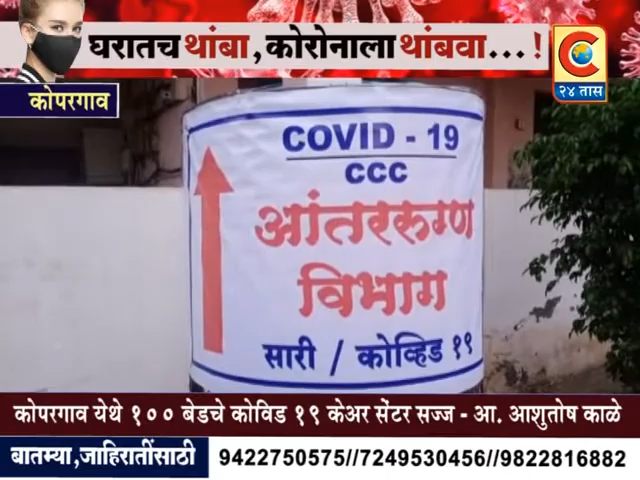 घरातच थांबा,कोरोनाला थांबवा...!
C
२४ तास
कोपरगाव
COVID - 19
CCC
आंतररुग्ण
विभाग
सारी / कोव्हिड १९
कोपरगाव येथे १०० बेडचे कोविड १९ केअर सेंटर सज्ज - आ. आशुतोष काळे
बातम्या,जाहिरातींसाठी
9422750575//7249530456//9822816882